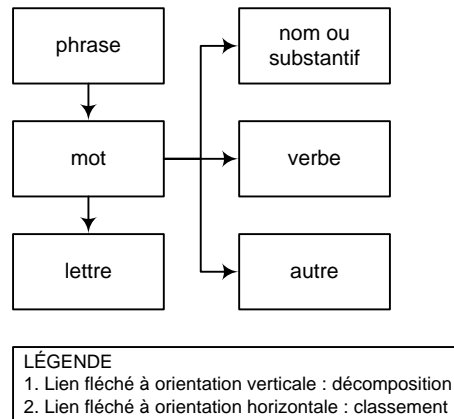 phrase
nom ou
substantif
mot
verbe
lettre
autre
LÉGENDE
1. Lien fléché à orientation verticale : décomposition
2. Lien fléché à orientation horizontale : classement